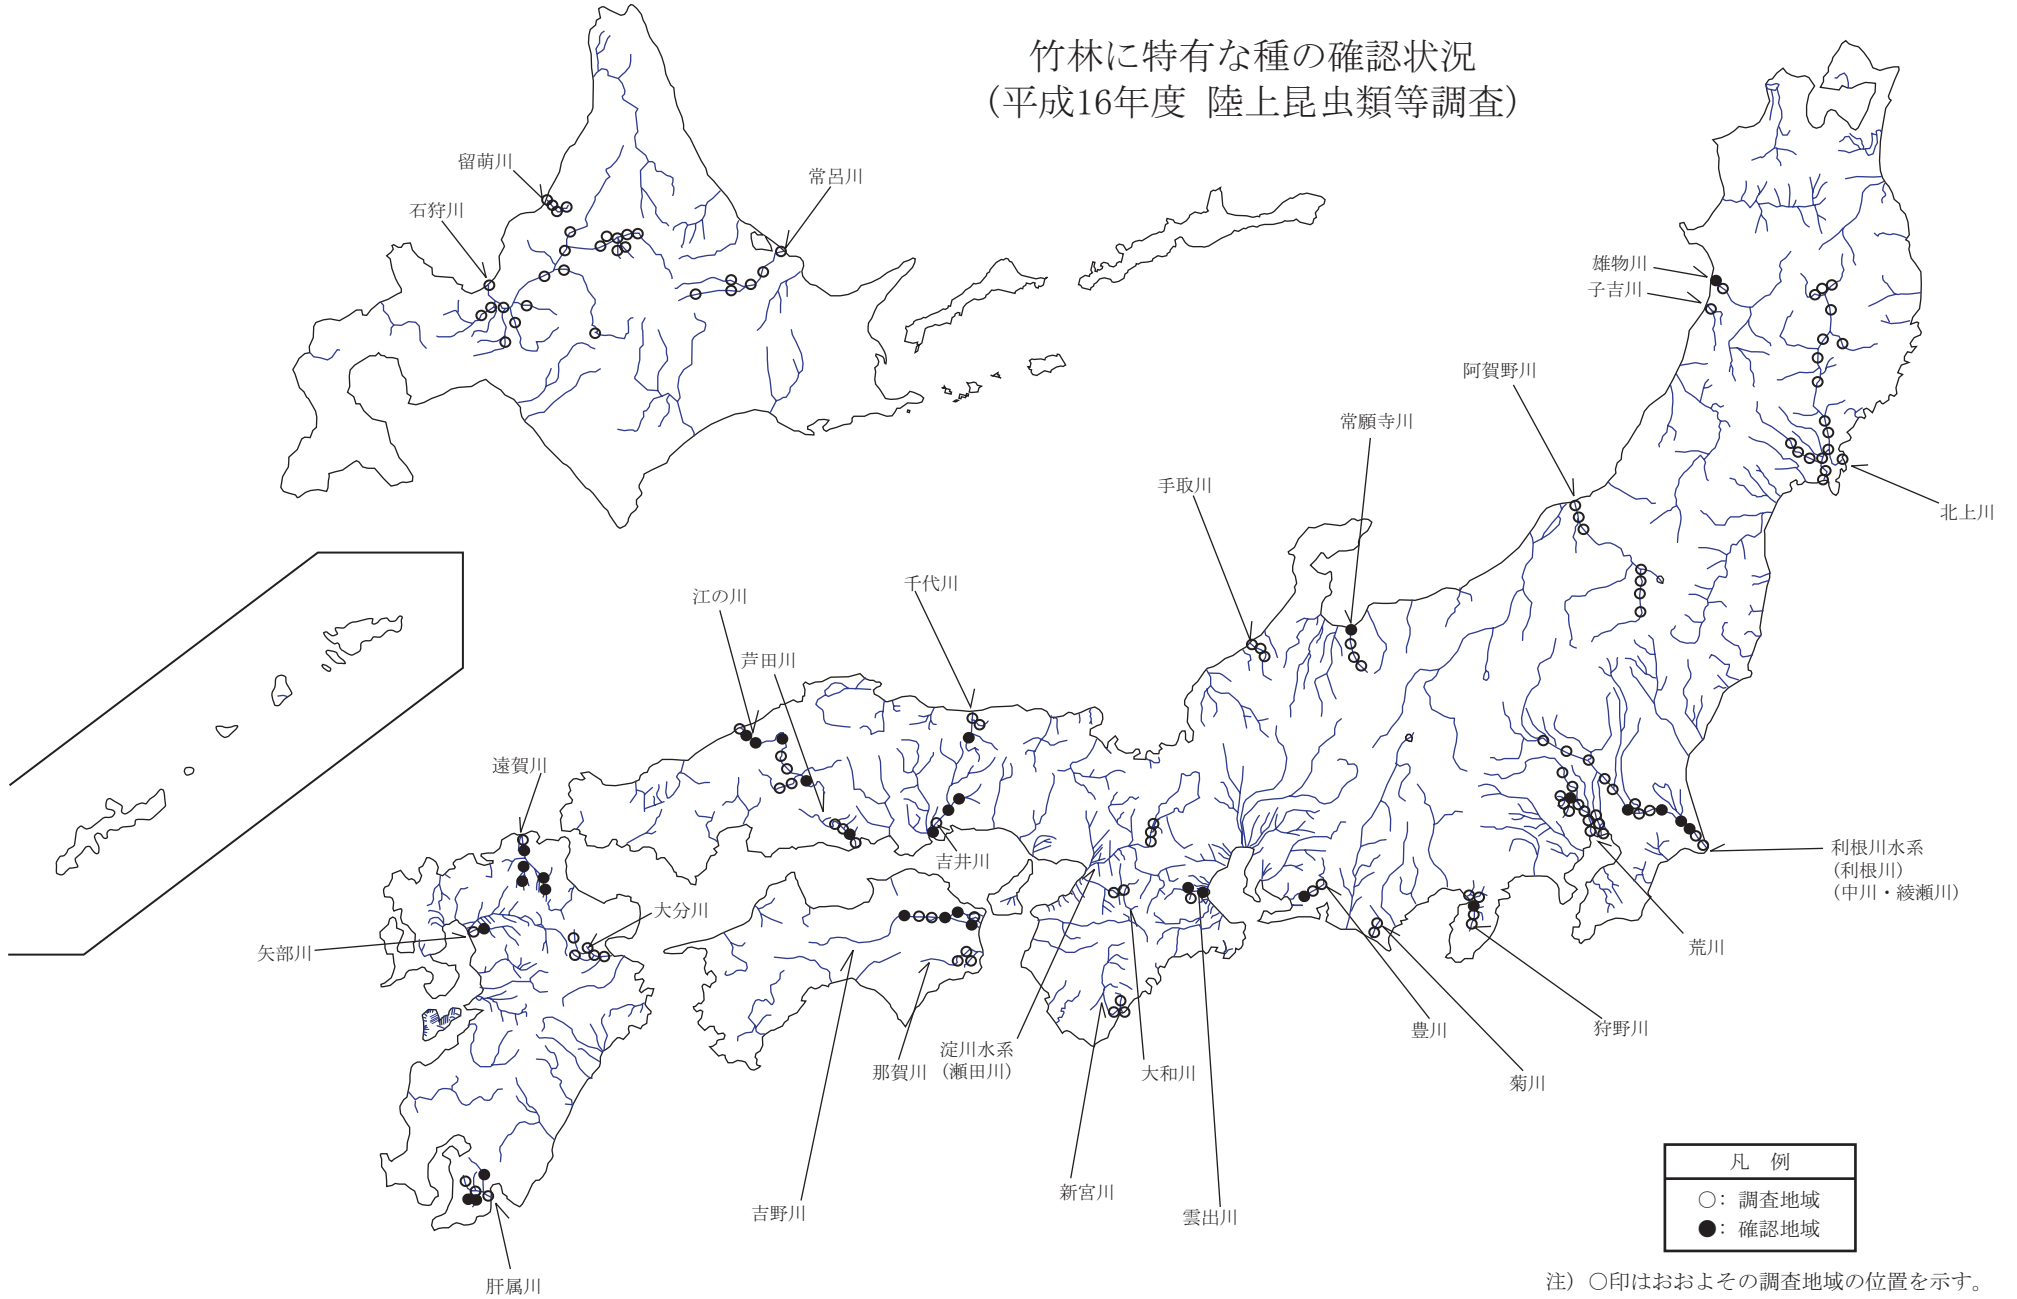 竹林に特有な種の確認状況
（平成16年度 陸上昆虫類等調査）
留萌川
石狩川
常呂川
雄物川
子吉川
阿賀野川
常願寺川
手取川
北上川
千代川
江の川
芦田川
遠賀川
吉井川
利根川水系
（利根川）
（中川・綾瀬川）
大分川
矢部川
荒川
狩野川
豊川
淀川水系
（瀬田川）
那賀川
大和川
菊川
新宮川
吉野川
雲出川
肝属川
凡　例
○： 調査地域
●： 確認地域
注）○印はおおよその調査地域の位置を示す。